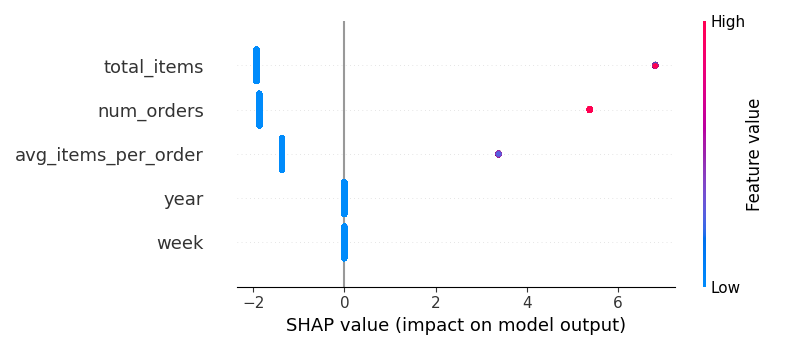 High
total_items
num_orders
avg_items_per_order
year
week
Feature value
Low
−2 0 2 4 6
SHAP value (impact on model output)